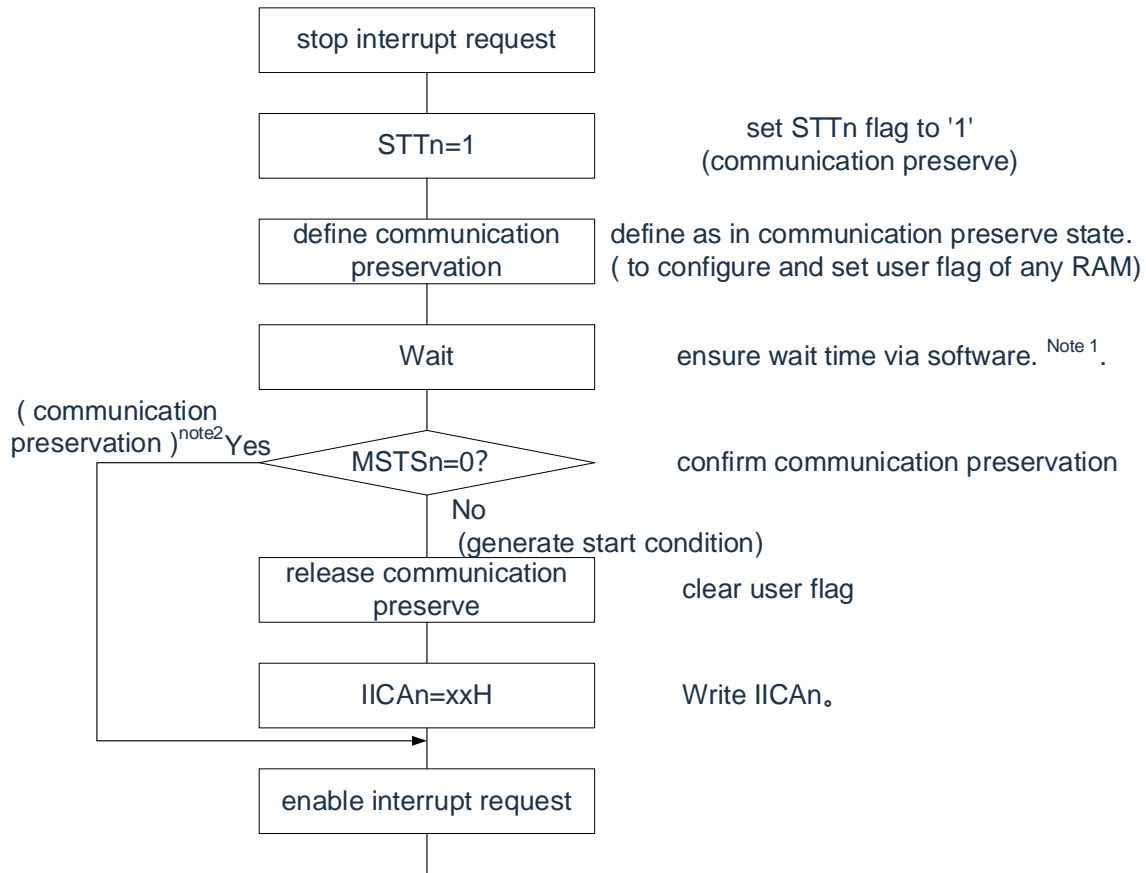 stop interrupt request
STTn=1
set STTn flag to '1'
(communication preserve)
define communication
preservation
define as in communication preserve state.
( to configure and set user flag of any RAM)
Wait
ensure wait time via software. Note 1.
( communication
preservation )note2 Yes
MSTSn=0?
confirm communication preservation
No
(generate start condition)
release communication
preserve
clear user flag
IICAn=xxH
Write IICAn。
enable interrupt request